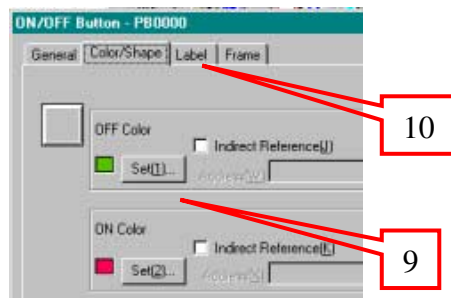 ON/OFF Button - PB0000
General Color/Shape Label Frame
10
OFF Color
Indirect Reference(J)
Set(1)...
ON Color
Indirect Reference(K)
9
Set(2)...